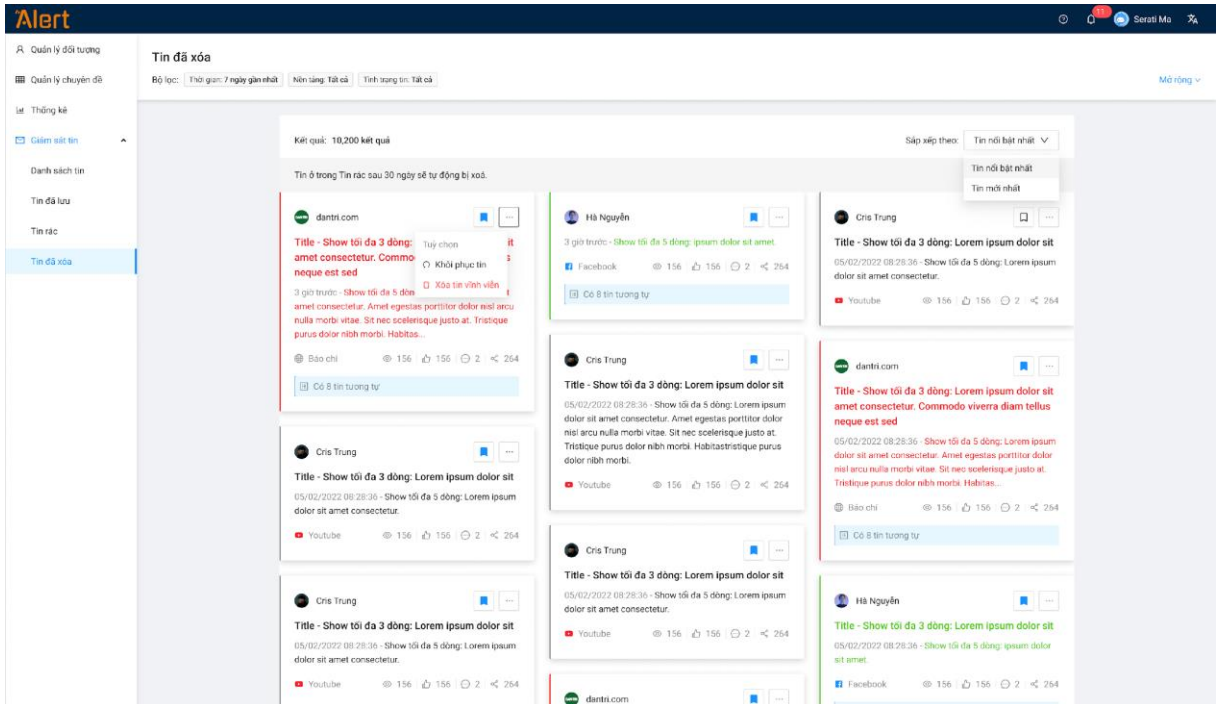 Alert
11
Serati Ma
Quản lý đối tượng
Quản lý chuyên đề
Thống kê
Giám sát tin
Danh sách tin
Tin đã lưu
Tin rác
Tin đã xóa
Tin đã xóa
Bộ lọc: Thời gian: 7 ngày gần nhất Nền tảng: Tất cả Tình trạng tin: Tất cả
Mở rộng
Kết quả: 10,200 kết quả
Sắp xếp theo: Tin nổi bật nhất
Tin nổi bật nhất
Tin mới nhất
Tin ở trong Tin rác sau 30 ngày sẽ tự động bị xoá.
dantri.com
Title - Show tối đa 3 dòng: it
amet consectetur. Commo s
neque est sed
3 giờ trước - Show tối đa 5 dòn t
amet consectetur. Amet egestas porttitor dolor nisl arcu
nulla morbi vitae. Sit nec scelerisque justo at. Tristique
purus dolor nibh morbi. Habitas...
Báo chí 156 156 2 264
Có 8 tin tương tự
Tuỳ chọn
Khôi phục tin
Xóa tin vĩnh viễn
Cris Trung
Title - Show tối đa 3 dòng: Lorem ipsum dolor sit
05/02/2022 08:28:36 - Show tối đa 5 dòng: Lorem ipsum
dolor sit amet consectetur.
Youtube 156 156 2 264
Cris Trung
Title - Show tối đa 3 dòng: Lorem ipsum dolor sit
05/02/2022 08:28:36 - Show tối đa 5 dòng: Lorem ipsum
dolor sit amet consectetur.
Youtube 156 156 2 264
Hà Nguyên
3 giờ trước - Show tối đa 5 dòng: ipsum dolor sit amet.
Facebook 156 156 2 264
Có 8 tin tương tự
Cris Trung
Title - Show tối đa 3 dòng: Lorem ipsum dolor sit
05/02/2022 08:28:36 - Show tối đa 5 dòng: Lorem ipsum
dolor sit amet consectetur. Amet egestas porttitor dolor
nisl arcu nulla morbi vitae. Sit nec scelerisque justo at.
Tristique purus dolor nibh morbi. Habitastristique purus
dolor nibh morbi.
Youtube 156 156 2 264
Cris Trung
Title - Show tối đa 3 dòng: Lorem ipsum dolor sit
05/02/2022 08:28:36 - Show tối đa 5 dòng: Lorem ipsum
dolor sit amet consectetur.
Youtube 156 156 2 264
dantri.com
Cris Trung
Title - Show tối đa 3 dòng: Lorem ipsum dolor sit
05/02/2022 08:28:36 - Show tối đa 5 dòng: Lorem ipsum
dolor sit amet consectetur.
Youtube 156 156 2 264
dantri.com
Title - Show tối đa 3 dòng: Lorem ipsum dolor sit
amet consectetur. Commodo viverra diam tellus
neque est sed
05/02/2022 08:28:36 - Show tối đa 5 dòng: Lorem ipsum
dolor sit amet consectetur. Amet egestas porttitor dolor
nisl arcu nulla morbi vitae. Sit nec scelerisque justo at.
Tristique purus dolor nibh morbi. Habitas...
Báo chí 156 156 2 264
Có 8 tin tương tự
Hà Nguyên
Title - Show tối đa 3 dòng: Lorem ipsum dolor sit
05/02/2022 08:28:36 - Show tối đa 5 dòng: ipsum dolor
sit amet.
Facebook 156 156 2 264